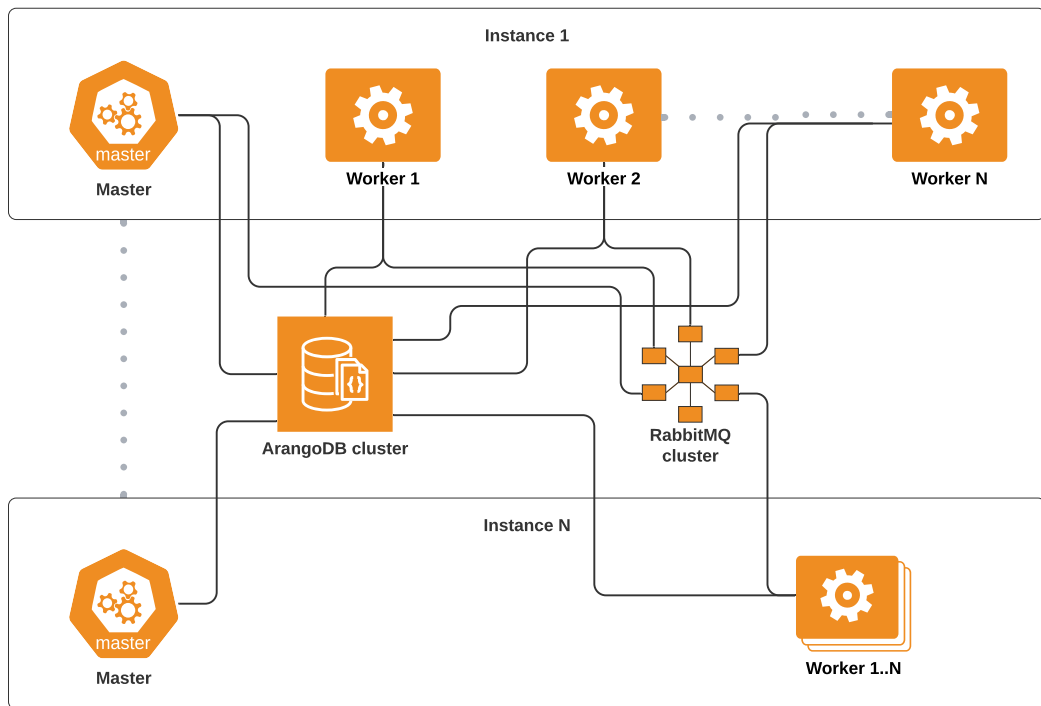 Instance 1
master
Master
Worker 1
Worker 2
Worker N
ArangoDB cluster
RabbitMQ
cluster
Instance N
master
Master
Worker 1..N